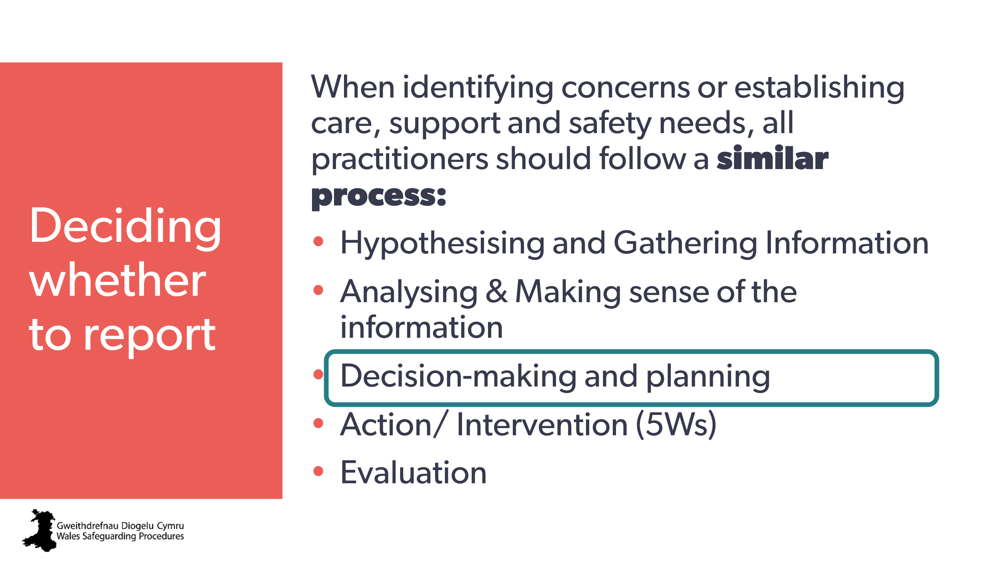 Deciding
whether
to report
When identifying concerns or establishing
care, support and safety needs, all
practitioners should follow a similar
process:
• Hypothesising and Gathering Information
• Analysing & Making sense of the
information
• Decision-making and planning
• Action/ Intervention (5Ws)
• Evaluation
Gweithdrefnau Diogelu Cymru
Wales Safeguarding Procedures